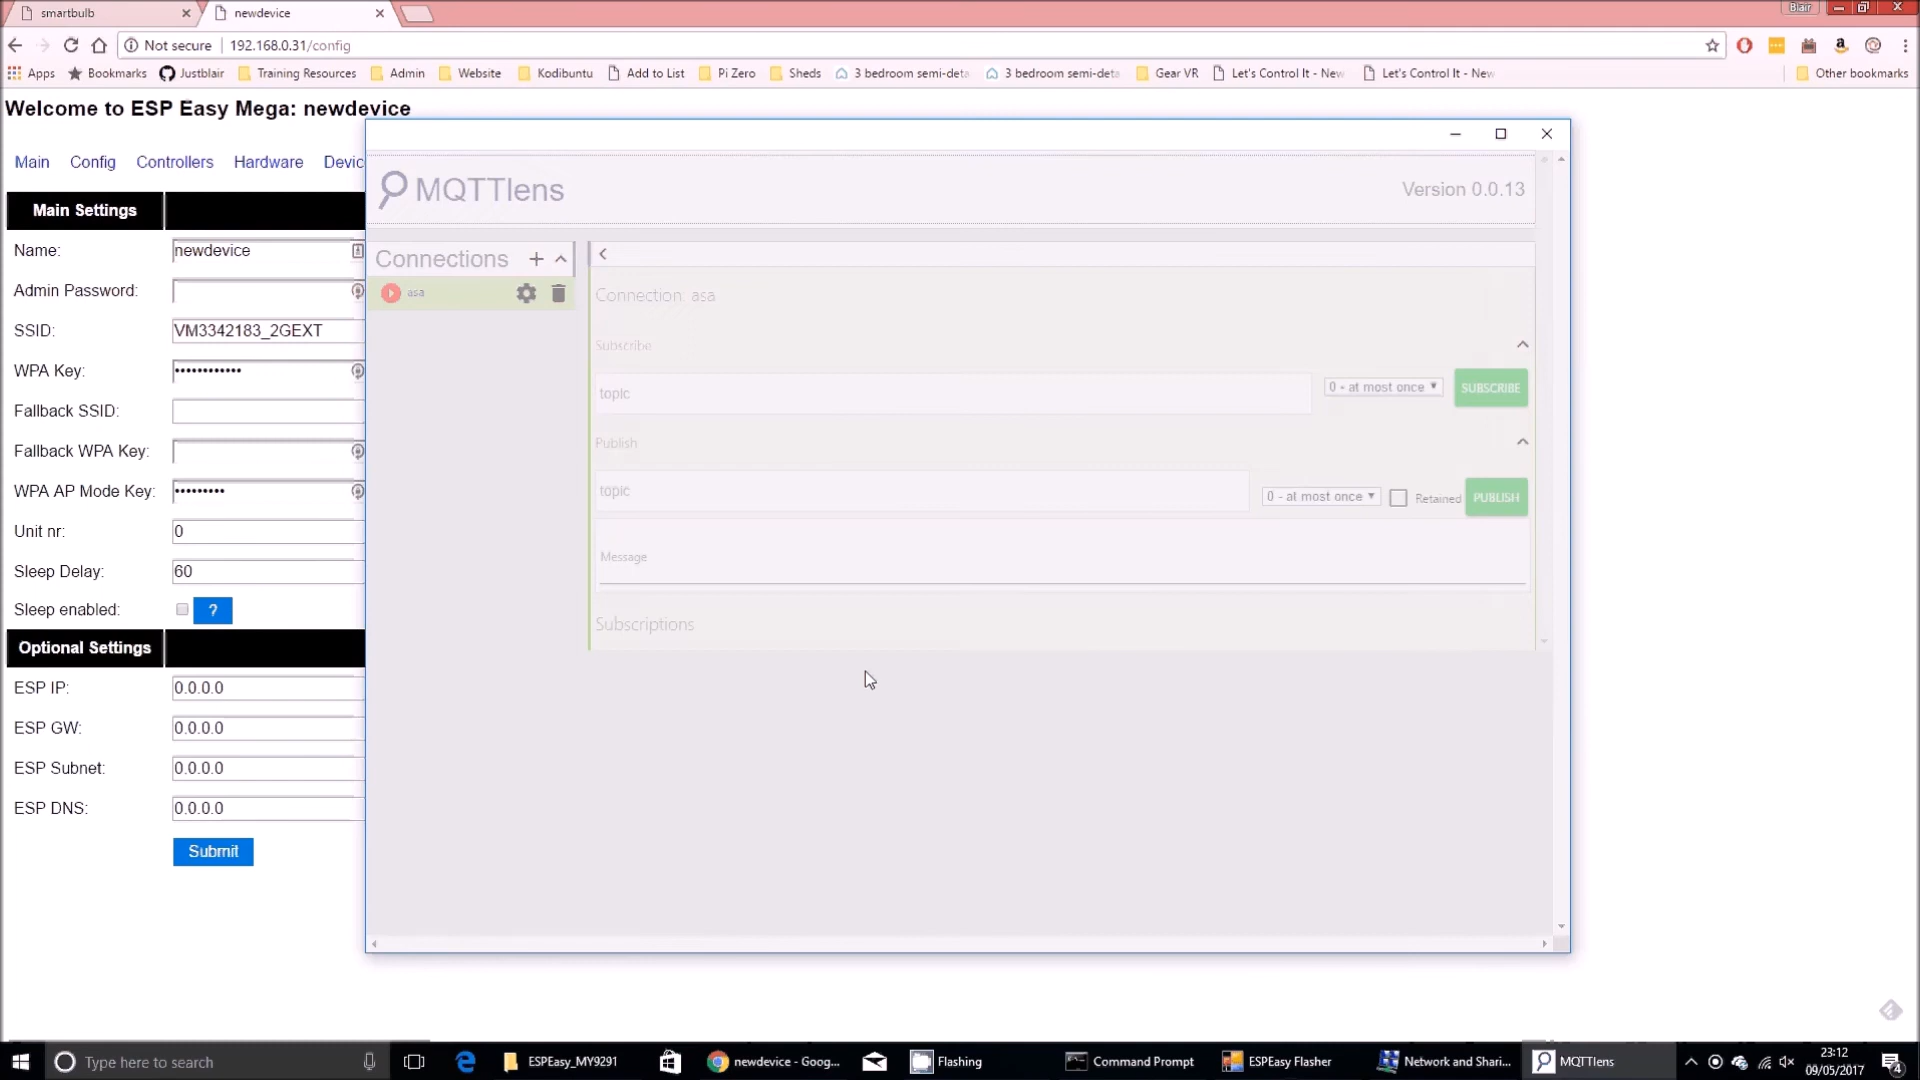 smartbulb
newdevice
Blair
Not secure
192.168.0.31/config
Apps
Bookmarks
Justblair
Training Resources
Admin
Website
Kodibuntu
Add to List
Pi Zero
Sheds
3 bedroom semi-deta
3 bedroom semi-deta
Gear VR
Let's Control It - New
Let's Control It - New
Other bookmarks
Welcome to ESP Easy Mega: newdevice
Main
Config
Controllers
Hardware
Devic
MQTTlens
Version 0.0.13
Main Settings
Name:
newdevice
Admin Password:
SSID:
VM3342183_2GEXT
WPA Key:
••••••••••••
Fallback SSID:
Fallback WPA Key:
WPA AP Mode Key:
•••••••••
Unit nr:
0
Sleep Delay:
60
Sleep enabled:
?
Optional Settings
ESP IP:
0.0.0.0
ESP GW:
0.0.0.0
ESP Subnet:
0.0.0.0
ESP DNS:
0.0.0.0
Submit
Connections
asa
Connection: asa
Subscribe
topic
0 - at most once
SUBSCRIBE
Publish
topic
0 - at most once
Retained
PUBLISH
Message
Subscriptions
Type here to search
ESPEasy_MY9291
newdevice - Goog...
Flashing
Command Prompt
ESPEasy Flasher
Network and Shari...
MQTTlens
23:12
09/05/2017
4